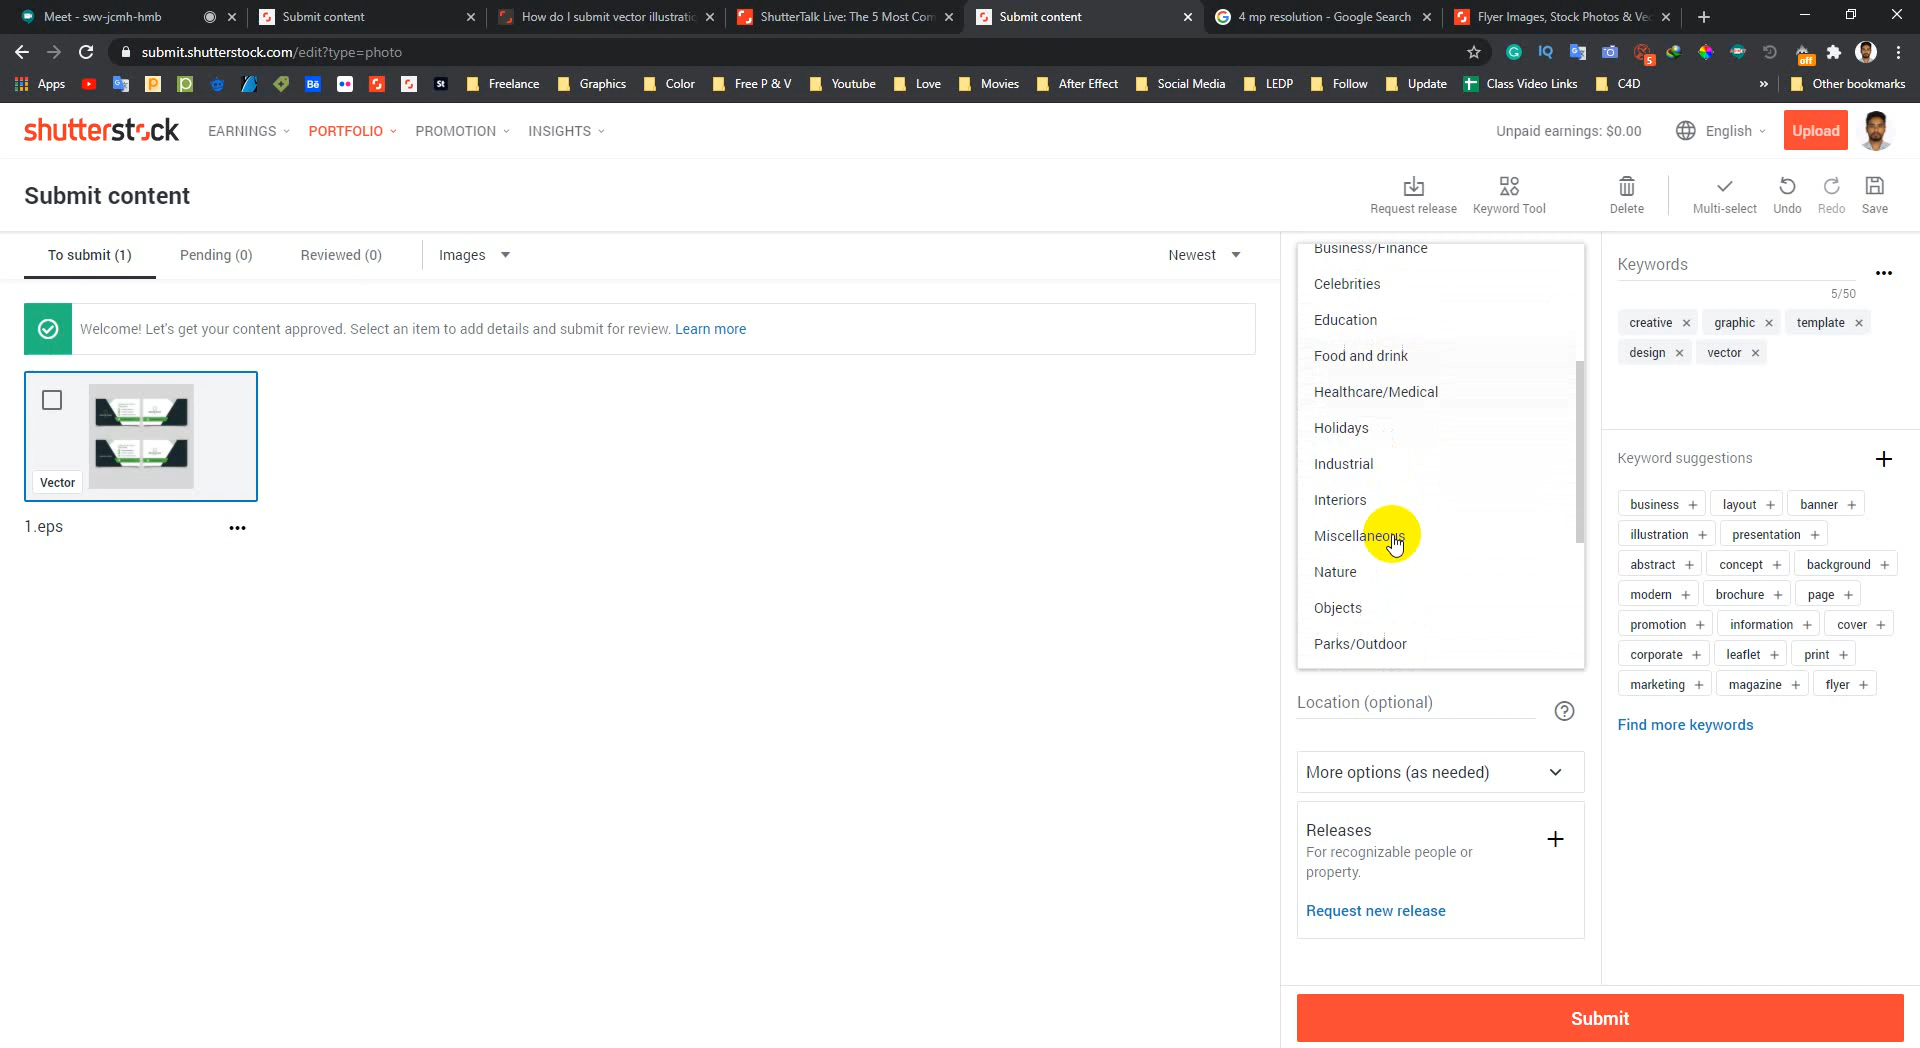 Meet - swv-jcmh-hmb
Submit content
How do I submit vector illustratic
ShutterTalk Live: The 5 Most Com
Submit content
4 mp resolution - Google Search
Flyer Images, Stock Photos & Ve
submit.shutterstock.com/edit?type=photo
5
off
Apps
Bē
St
Freelance
Graphics
Color
Free P & V
Youtube
Love
Movies
After Effect
Social Media
LEDP
Follow
Update
Class Video Links
C4D
»
Other bookmarks
shutterstock
EARNINGS
PORTFOLIO
PROMOTION
INSIGHTS
Unpaid earnings: $0.00
English
Upload
Submit content
Request release
Keyword Tool
Delete
Multi-select
Undo
Redo
Save
To submit (1)
Pending (0)
Reviewed (0)
Images
Newest
Welcome! Let's get your content approved. Select an item to add details and submit for review. Learn more
Vector
1.eps
Business/Finance
Celebrities
Education
Food and drink
Healthcare/Medical
Holidays
Industrial
Interiors
Miscellaneous
Nature
Objects
Parks/Outdoor
Location (optional)
More options (as needed)
Releases
For recognizable people or
property.
Request new release
Keywords
5/50
creative
graphic
template
design
vector
Keyword suggestions
business +
layout +
banner +
illustration +
presentation +
abstract +
concept +
background +
modern +
brochure +
page +
promotion +
information +
cover +
corporate +
leaflet +
print +
marketing +
magazine +
flyer +
Find more keywords
Submit